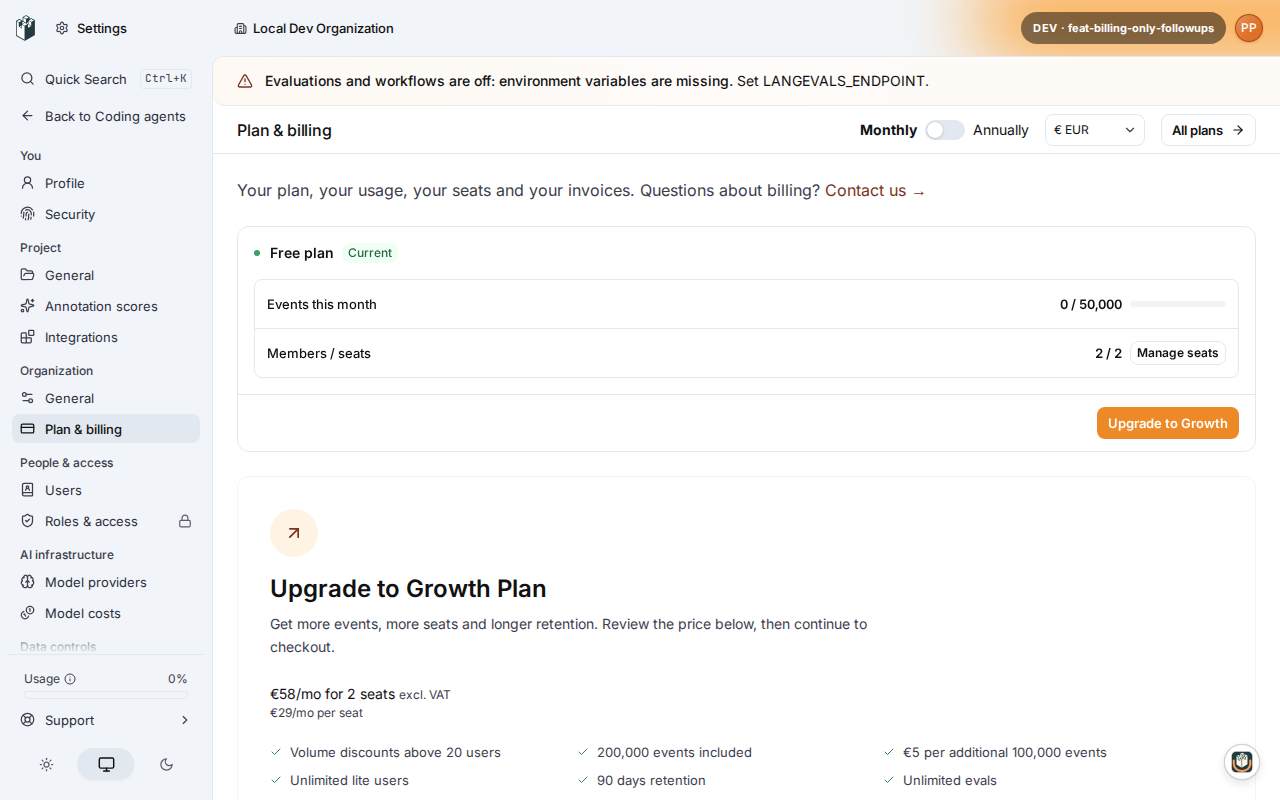 Settings
Local Dev Organization
DEV · feat-billing-only-followups
PP
Quick Search
Ctrl+K
Back to Coding agents
You
Profile
Security
Project
General
Annotation scores
Integrations
Organization
General
Plan & billing
People & access
Users
Roles & access
AI infrastructure
Model providers
Model costs
Data controls
Usage
0%
Support
Evaluations and workflows are off: environment variables are missing. Set LANGEVALS_ENDPOINT.
Plan & billing
Monthly
Annually
€ EUR
All plans
Your plan, your usage, your seats and your invoices. Questions about billing? Contact us →
Free plan
Current
Events this month
0 / 50,000
Members / seats
2 / 2
Manage seats
Upgrade to Growth
Upgrade to Growth Plan
Get more events, more seats and longer retention. Review the price below, then continue to
checkout.
€58/mo for 2 seats excl. VAT
€29/mo per seat
Volume discounts above 20 users
200,000 events included
€5 per additional 100,000 events
Unlimited lite users
90 days retention
Unlimited evals